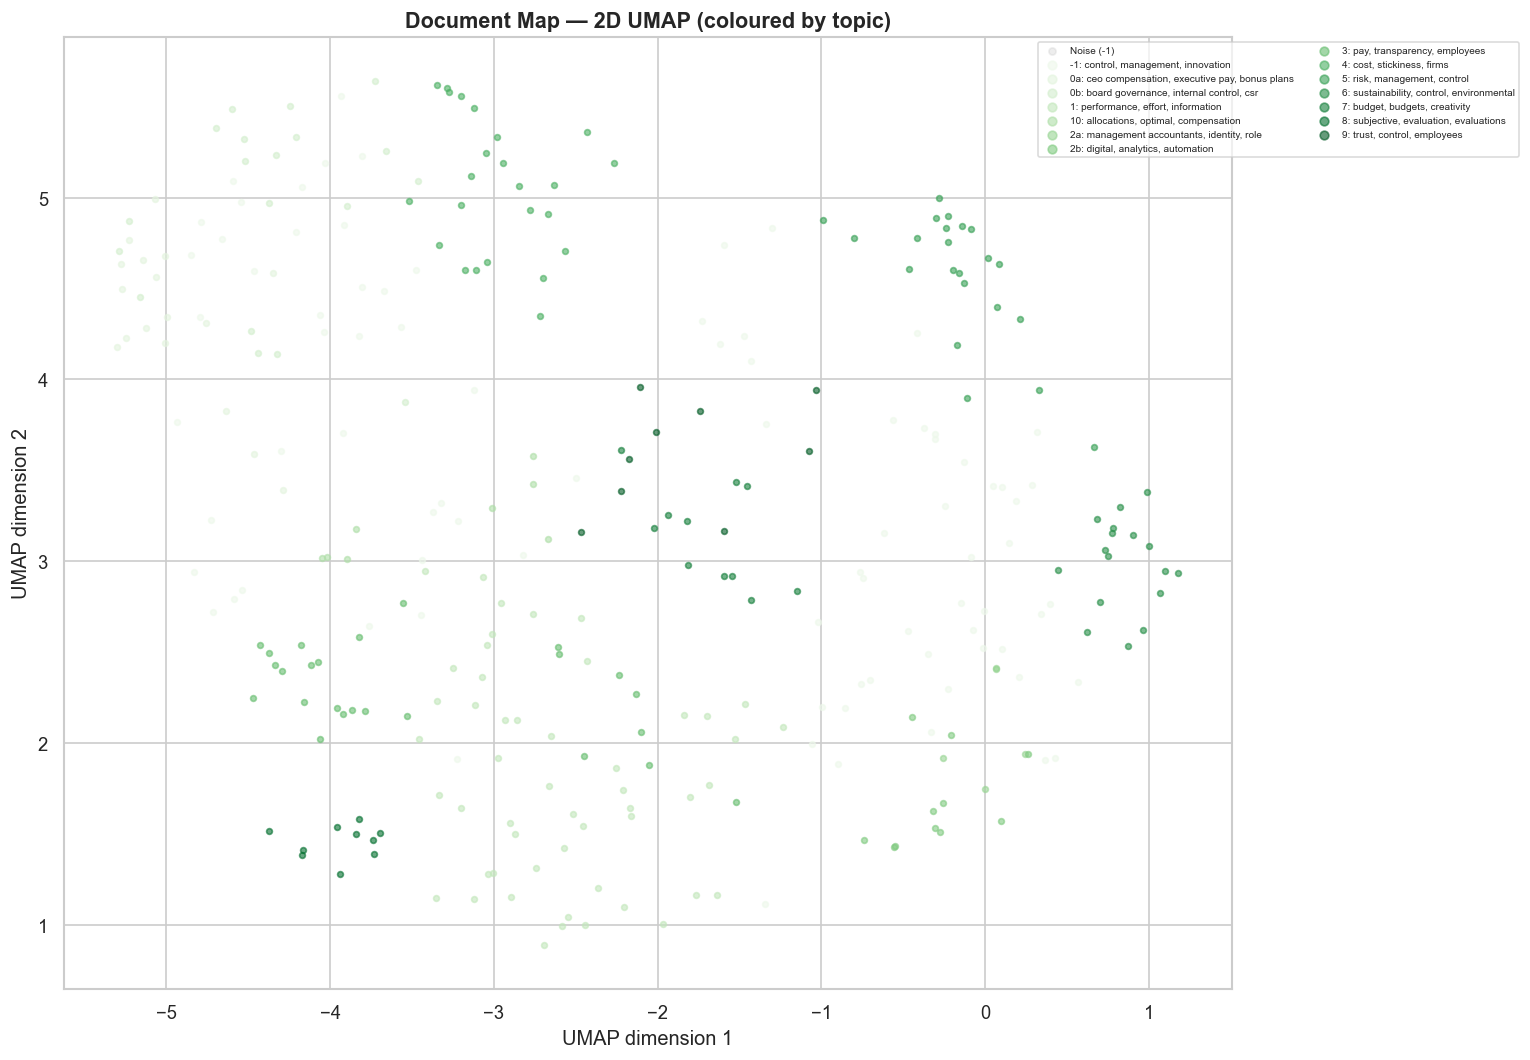 Document Map — 2D UMAP (coloured by topic)
Noise (-1)
-1: control, management, innovation
0a: ceo compensation, executive pay, bonus plans
0b: board governance, internal control, csr
1: performance, effort, information
10: allocations, optimal, compensation
2a: management accountants, identity, role
2b: digital, analytics, automation
3: pay, transparency, employees
4: cost, stickiness, firms
5: risk, management, control
6: sustainability, control, environmental
7: budget, budgets, creativity
8: subjective, evaluation, evaluations
9: trust, control, employees
UMAP dimension 2
5
4
3
2
1
−5 −4 −3 −2 −1 0 1
UMAP dimension 1